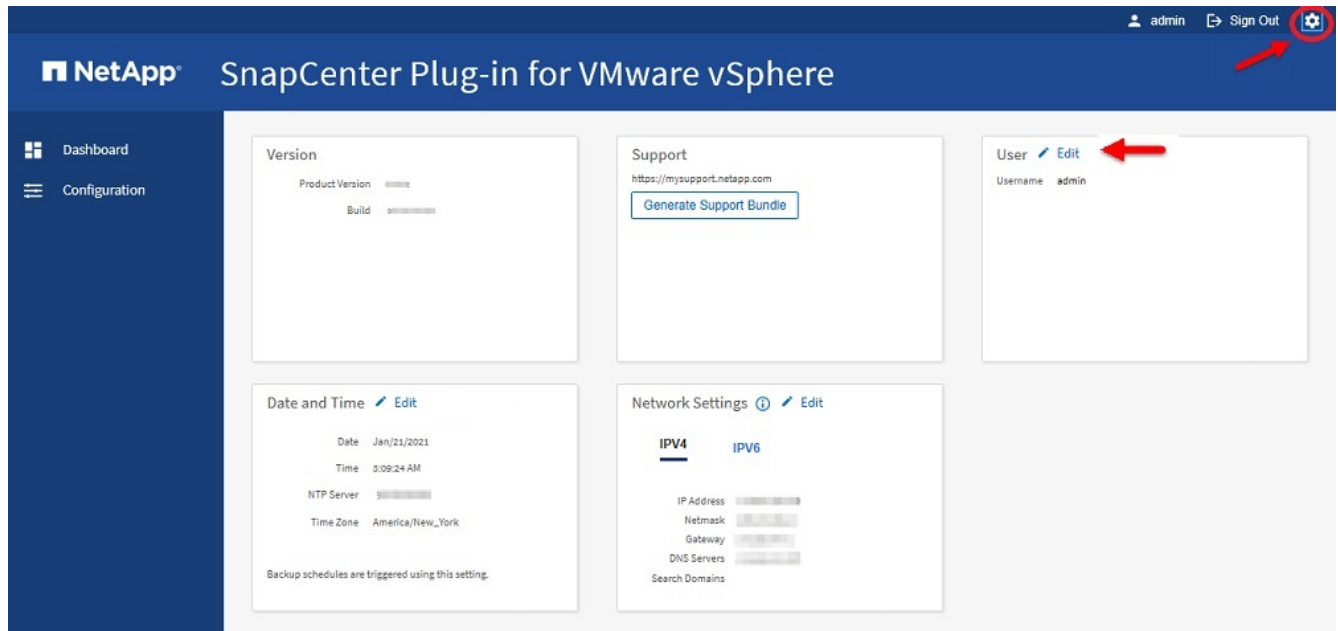 admin Sign Out
NetApp SnapCenter Plug-in for VMware vSphere
Dashboard
Configuration
Version
Product Version
Build
Support
https://mysupport.netapp.com
Generate Support Bundle
User Edit
Username admin
Date and Time Edit
Date Jan/21/2021
Time 3:09:24 AM
NTP Server
Time Zone America/New_York
Backup schedules are triggered using this setting.
Network Settings Edit
IPV4 IPV6
IP Address
Netmask
Gateway
DNS Servers
Search Domains